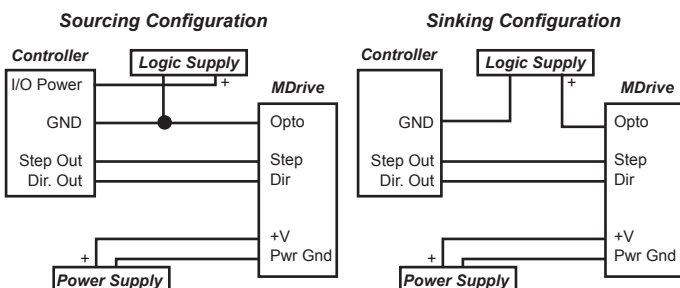 Sourcing Configuration
Controller
Logic Supply
+
MDrive
I/O Power
GND
Step Out
Dir. Out
Opto
Step
Dir
+V
Pwr Gnd
+
Power Supply
Sinking Configuration
Controller
Logic Supply
+
MDrive
GND
Step Out
Dir. Out
Opto
Step
Dir
+V
Pwr Gnd
+
Power Supply